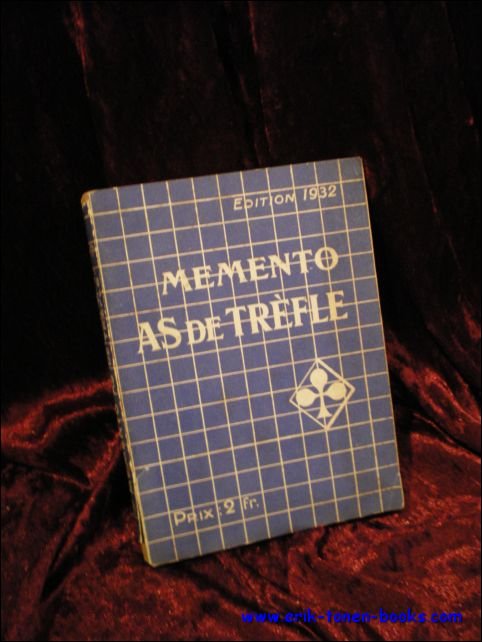 EDITION 1932
MEMENTO
AS DE TRÈFLE
PRIX: 2 fr.
www.erik-tonen-books.com